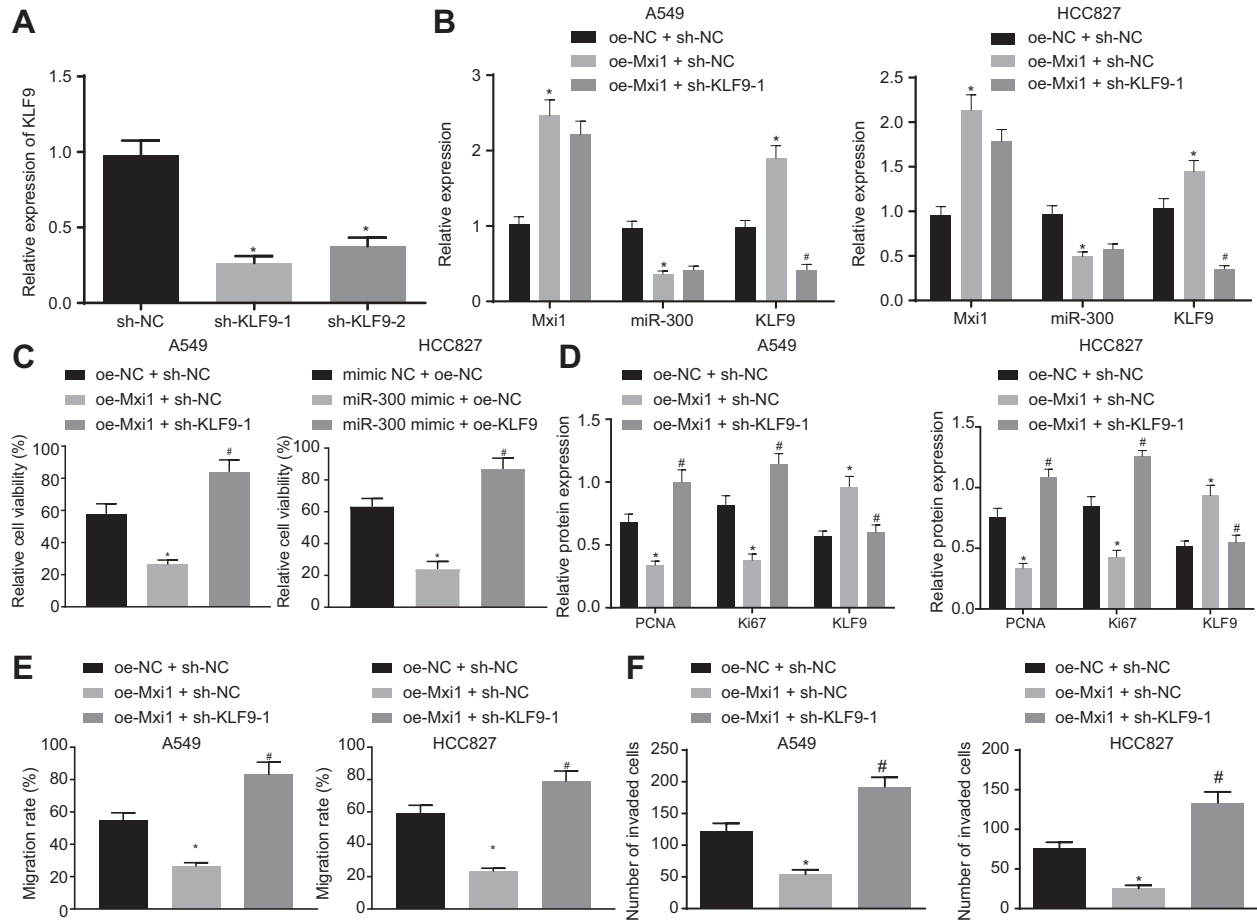 A
Relative expression of KLF9
1.5
1.0
0.5
0.0
*
*
sh-NC sh-KLF9-1 sh-KLF9-2
B
A549
oe-NC + sh-NC
oe-Mxi1 + sh-NC
oe-Mxi1 + sh-KLF9-1
Relative expression
3
2
1
0
*
*
*
#
Mxi1 miR-300 KLF9
HCC827
oe-NC + sh-NC
oe-Mxi1 + sh-NC
oe-Mxi1 + sh-KLF9-1
Relative expression
2.5
2.0
1.5
1.0
0.5
0.0
*
*
*
#
Mxi1 miR-300 KLF9
C
A549
oe-NC + sh-NC
oe-Mxi1 + sh-NC
oe-Mxi1 + sh-KLF9-1
Relative cell vialbility (%)
100
80
60
40
20
0
*
#
HCC827
mimic NC + oe-NC
miR-300 mimic + oe-NC
miR-300 mimic + oe-KLF9
Relative cell viability (%)
100
80
60
40
20
0
*
#
D
A549
oe-NC + sh-NC
oe-Mxi1 + sh-NC
oe-Mxi1 + sh-KLF9-1
Relative protein expression
1.5
1.0
0.5
0.0
*
#
*
#
*
#
PCNA Ki67 KLF9
HCC827
oe-NC + sh-NC
oe-Mxi1 + sh-NC
oe-Mxi1 + sh-KLF9-1
Relative protein expression
1.5
1.0
0.5
0.0
*
#
*
#
*
#
PCNA Ki67 KLF9
E
oe-NC + sh-NC
oe-Mxi1 + sh-NC
oe-Mxi1 + sh-KLF9-1
A549
Migration rate (%)
100
80
60
40
20
0
*
#
oe-NC + sh-NC
oe-Mxi1 + sh-NC
oe-Mxi1 + sh-KLF9-1
HCC827
Migration rate (%)
100
80
60
40
20
0
*
#
F
oe-NC + sh-NC
oe-Mxi1 + sh-NC
oe-Mxi1 + sh-KLF9-1
A549
Number of invaded cells
250
200
150
100
50
0
*
#
oe-NC + sh-NC
oe-Mxi1 + sh-NC
oe-Mxi1 + sh-KLF9-1
HCC827
Number of invaded cells
200
150
100
50
0
*
#